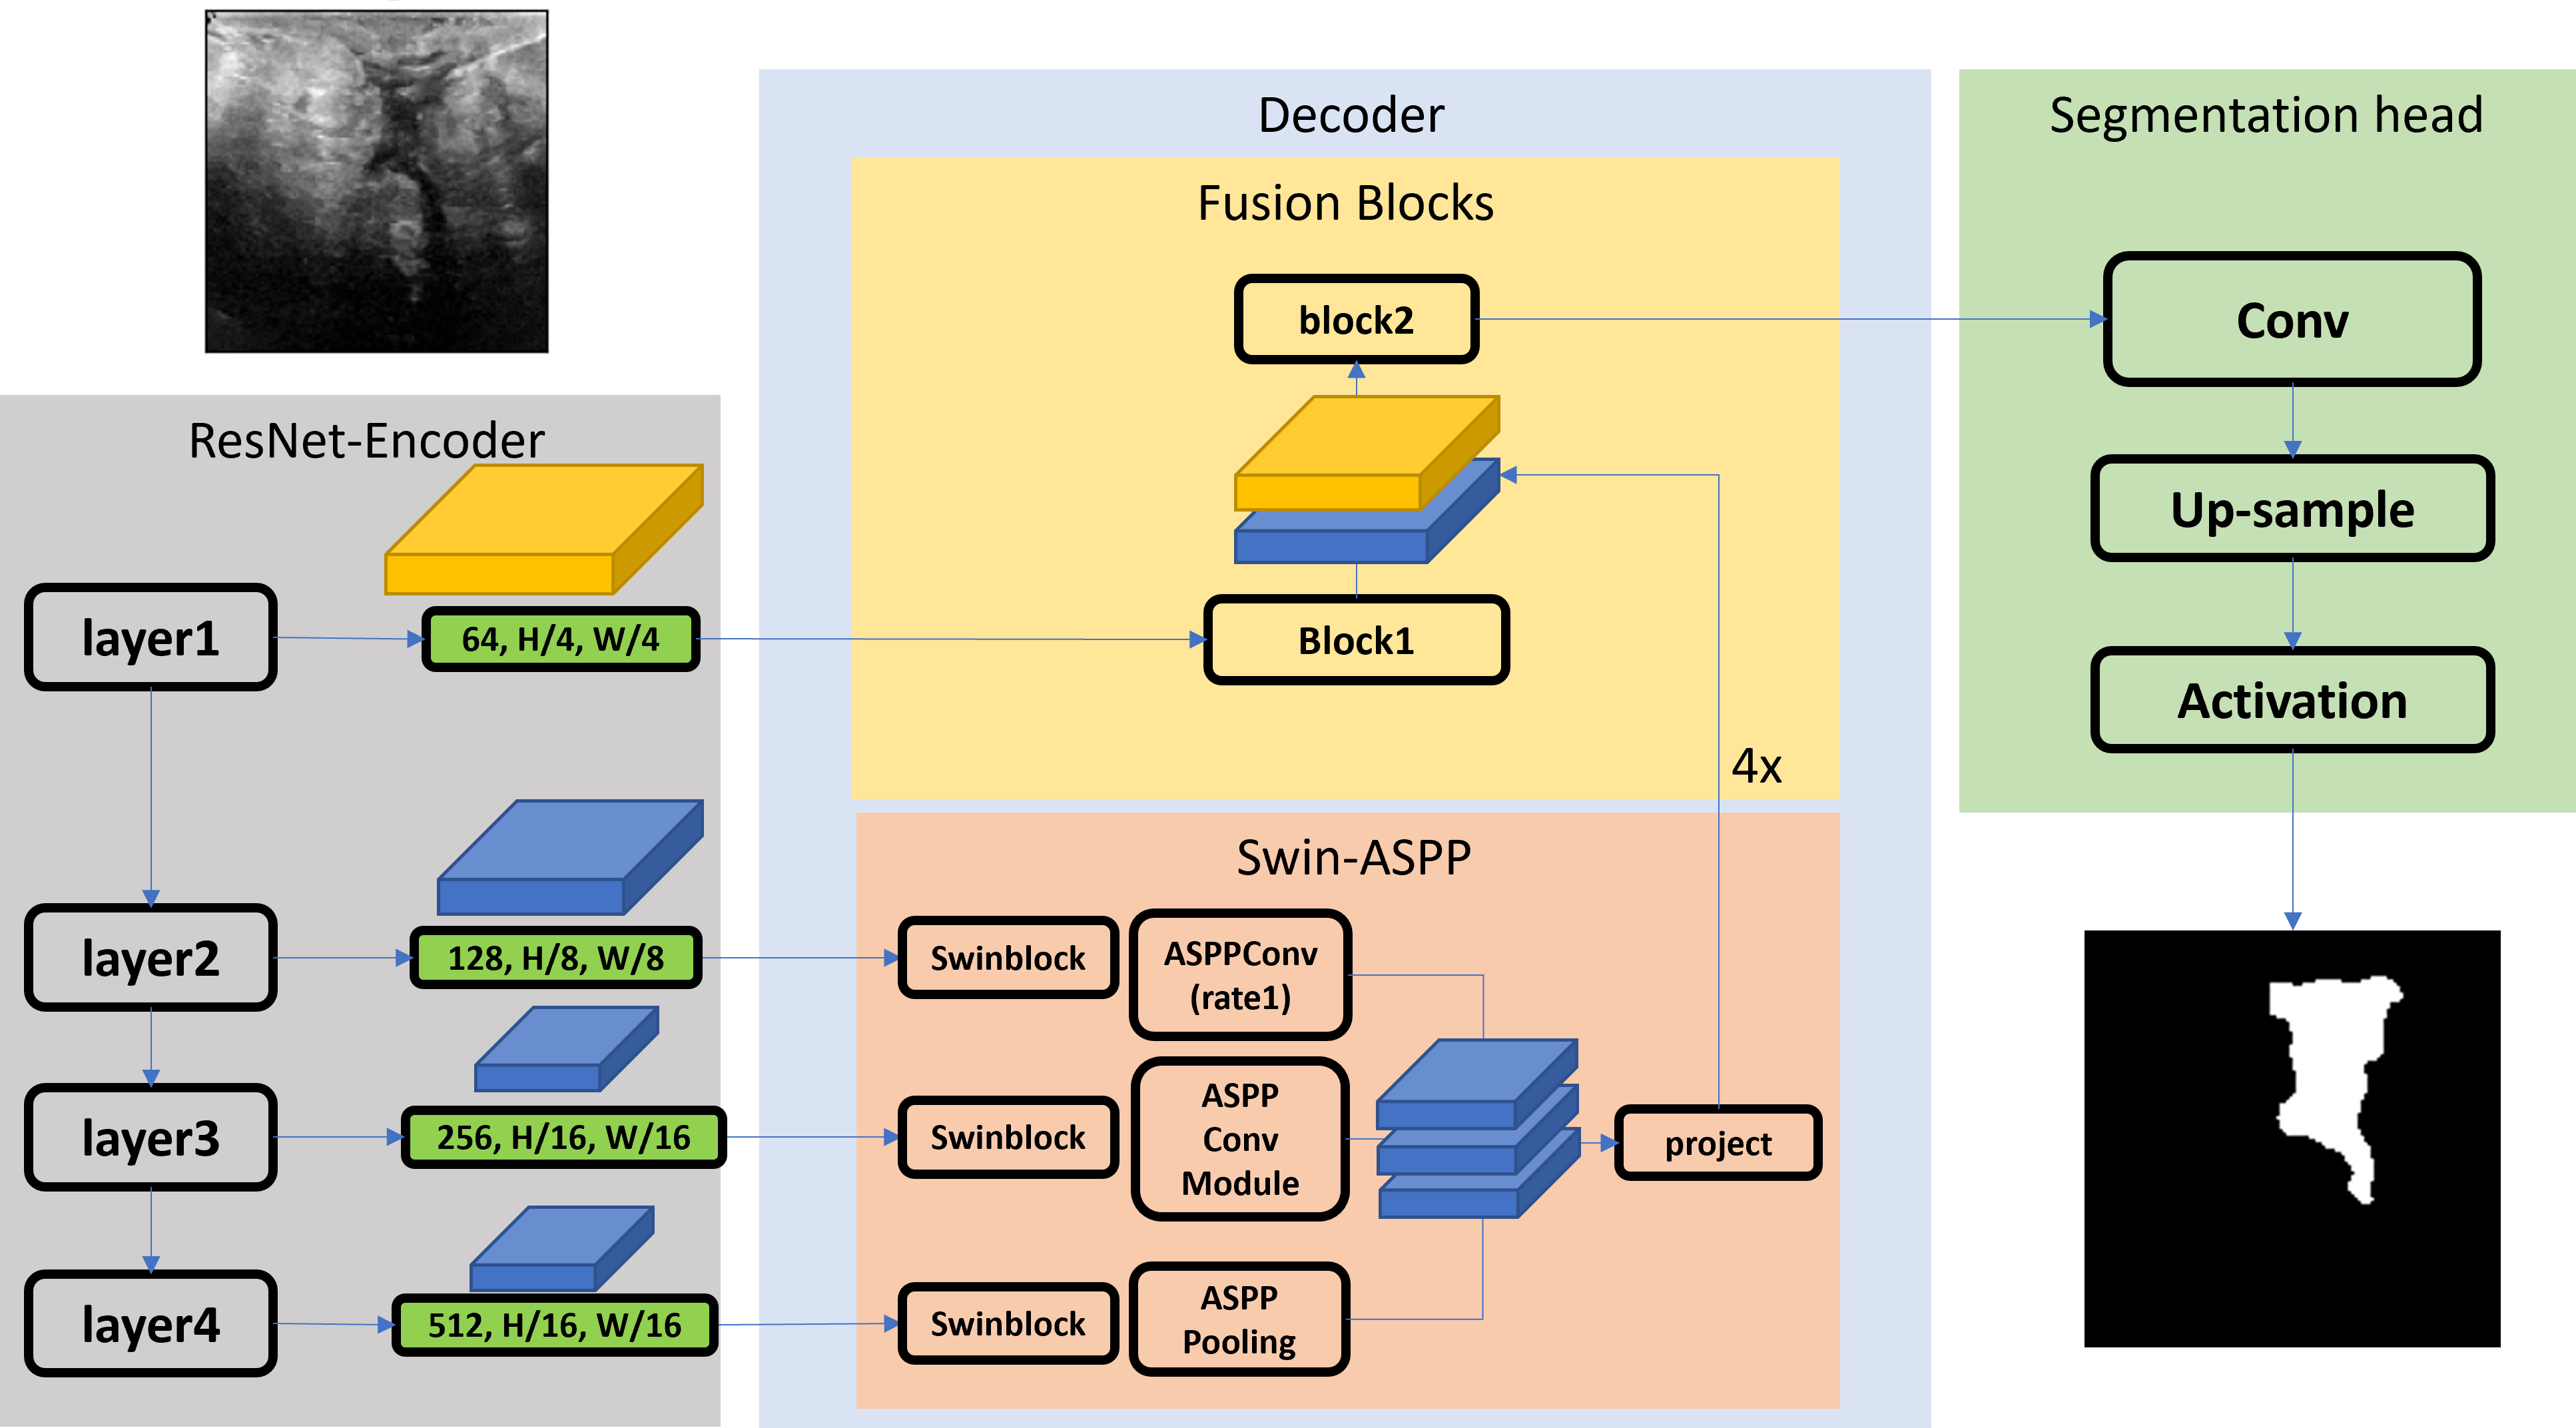 ResNet-Encoder
layer1
64, H/4, W/4
layer2
128, H/8, W/8
layer3
256, H/16, W/16
layer4
512, H/16, W/16
Decoder
Fusion Blocks
block2
Block1
4x
Swin-ASPP
Swinblock
ASPPConv
(rate1)
Swinblock
ASPP
Conv
Module
project
Swinblock
ASPP
Pooling
Segmentation head
Conv
Up-sample
Activation